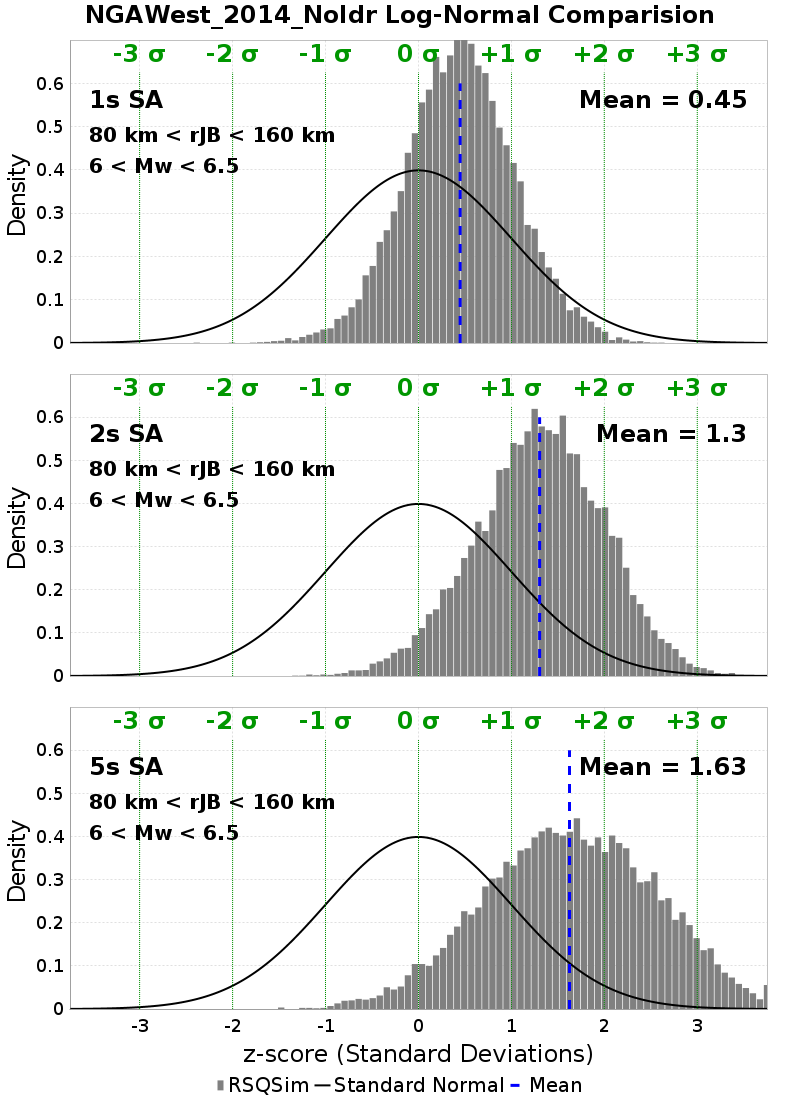 NGAWest_2014_NoIdr Log-Normal Comparision
-3 σ -2 σ -1 σ 0 σ +1 σ +2 σ +3 σ
1s SA
Mean = 0.45
80 km < rJB < 160 km
6 < Mw < 6.5
Density
0.6
0.5
0.4
0.3
0.2
0.1
0
-3 σ -2 σ -1 σ 0 σ +1 σ +2 σ +3 σ
2s SA
Mean = 1.3
80 km < rJB < 160 km
6 < Mw < 6.5
Density
0.6
0.5
0.4
0.3
0.2
0.1
0
-3 σ -2 σ -1 σ 0 σ +1 σ +2 σ +3 σ
5s SA
Mean = 1.63
80 km < rJB < 160 km
6 < Mw < 6.5
Density
0.6
0.5
0.4
0.3
0.2
0.1
0
-3 -2 -1 0 1 2 3
z-score (Standard Deviations)
RSQSim Standard Normal Mean